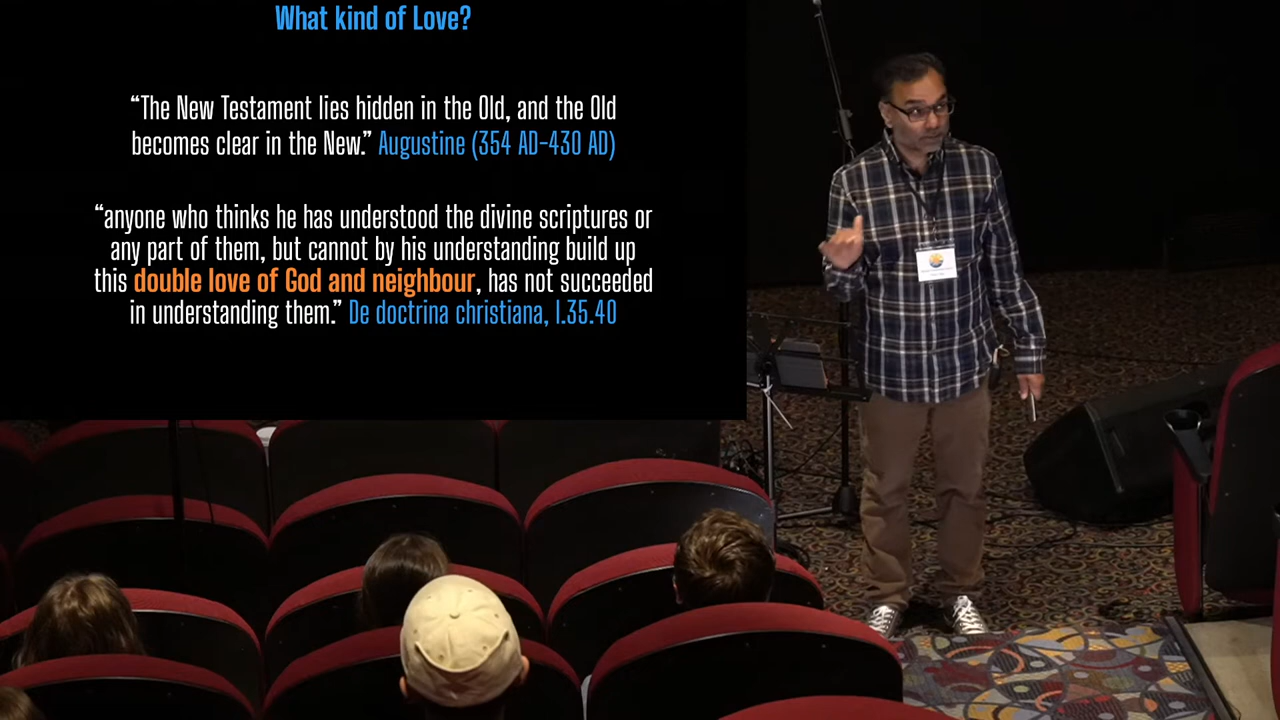 What kind of Love?
“The New Testament lies hidden in the Old, and the Old
becomes clear in the New.” Augustine (354 AD-430 AD)
“anyone who thinks he has understood the divine scriptures or
any part of them, but cannot by his understanding build up
this double love of God and neighbour, has not succeeded
in understanding them.” De doctrina christiana, I.35.40